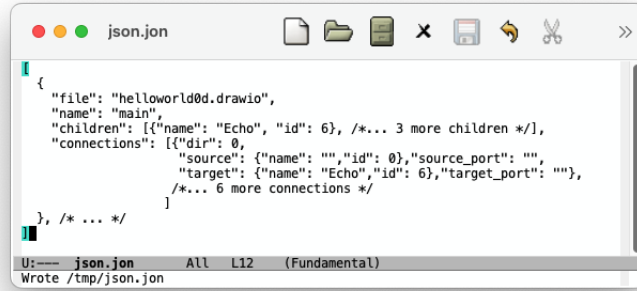 json.jon
[
  {
    "file": "helloworld0d.drawio",
    "name": "main",
    "children": [{"name": "Echo", "id": 6}, /*... 3 more children */],
    "connections": [{"dir": 0,
                     "source": {"name": "","id": 0},"source_port": "",
                     "target": {"name": "Echo","id": 6},"target_port": ""},
                    /*... 6 more connections */
                   ]
  }, /* ... */
]
U:--- json.jon All L12 (Fundamental)
Wrote /tmp/json.jon